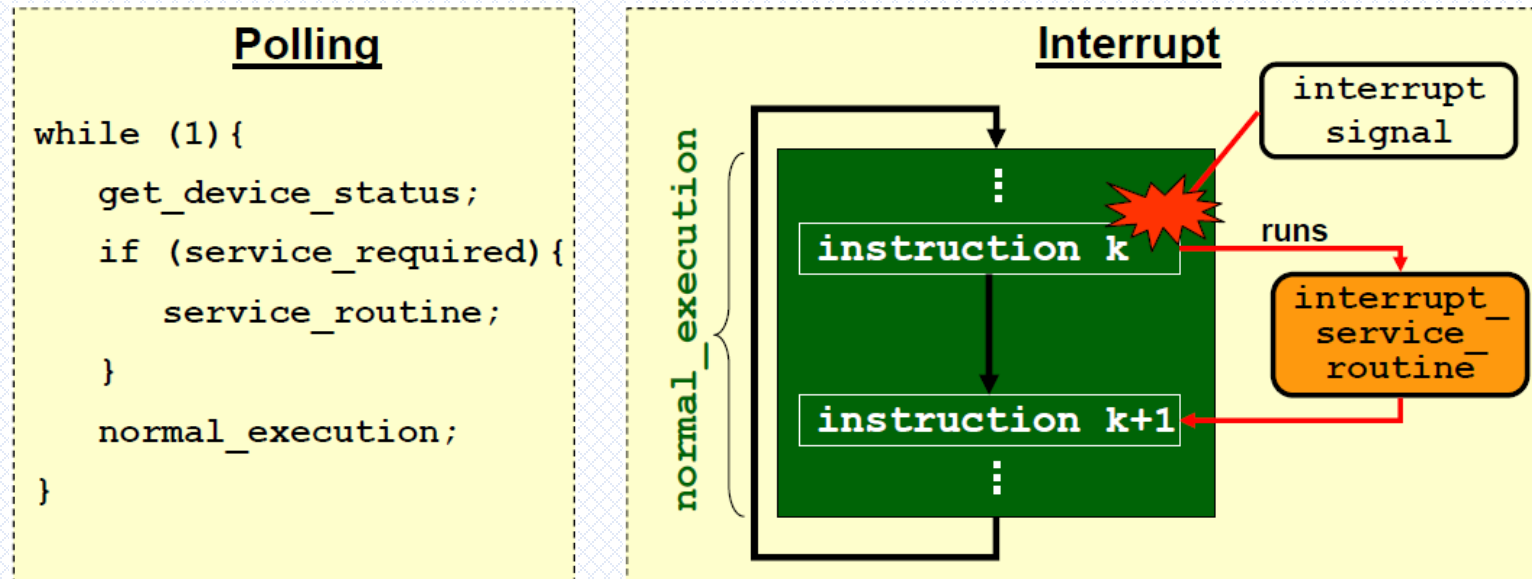 Polling
while (1){
get_device_status;
if (service_required){
service_routine;
}
normal_execution;
}
Interrupt
normal_execution
interrupt
signal
⋮
instruction k
runs
interrupt_
service_
routine
instruction k+1
⋮